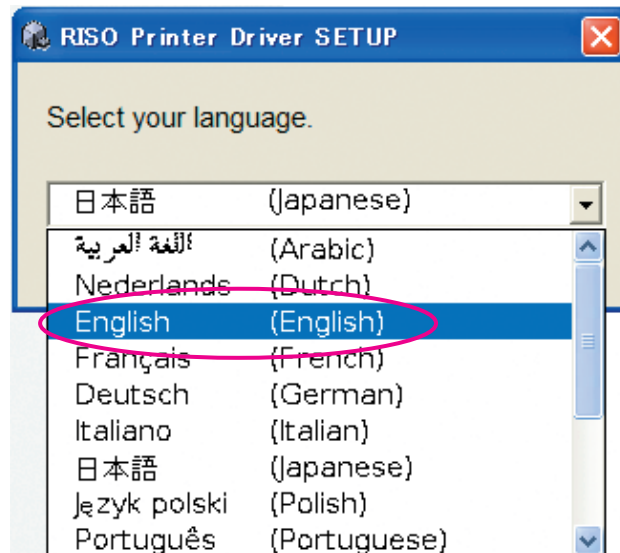 RISO Printer Driver SETUP
Select your language.
日本語 (Japanese)
اللغة العربية (Arabic)
Nederlands (Dutch)
English (English)
Français (French)
Deutsch (German)
Italiano (Italian)
日本語 (Japanese)
Język polski (Polish)
Português (Portuguese)